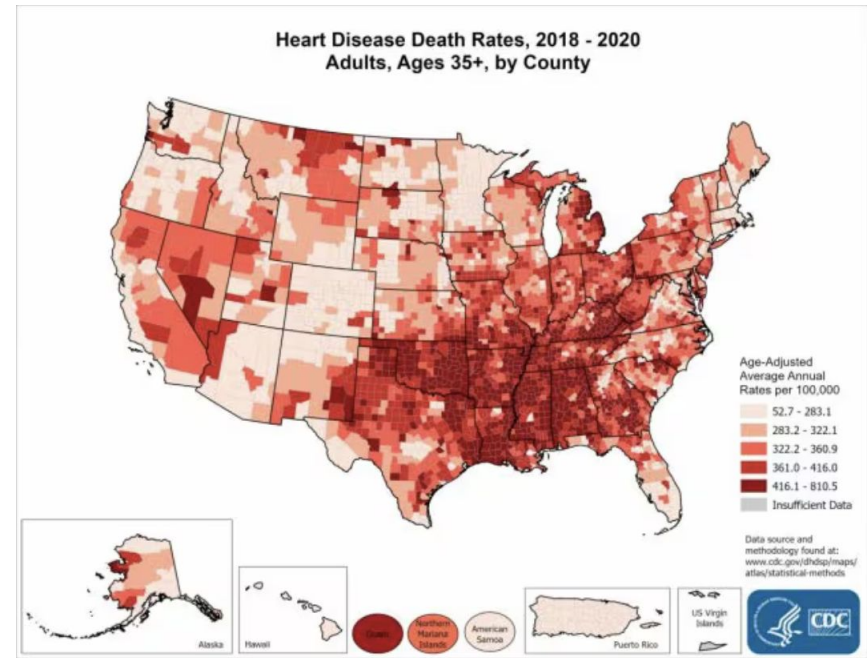 Heart Disease Death Rates, 2018 - 2020
Adults, Ages 35+, by County
Age-Adjusted
Average Annual
Rates per 100,000
52.7 - 283.1
283.2 - 322.1
322.2 - 360.9
361.0 - 416.0
416.1 - 810.5
Insufficient Data
Data source and
methodology found at:
www.cdc.gov/dhdsp/maps/
atlas/statistical-methods
Alaska
Hawaii
Guam
Northern
Mariana
Islands
American
Samoa
Puerto Rico
US Virgin
Islands
CDC